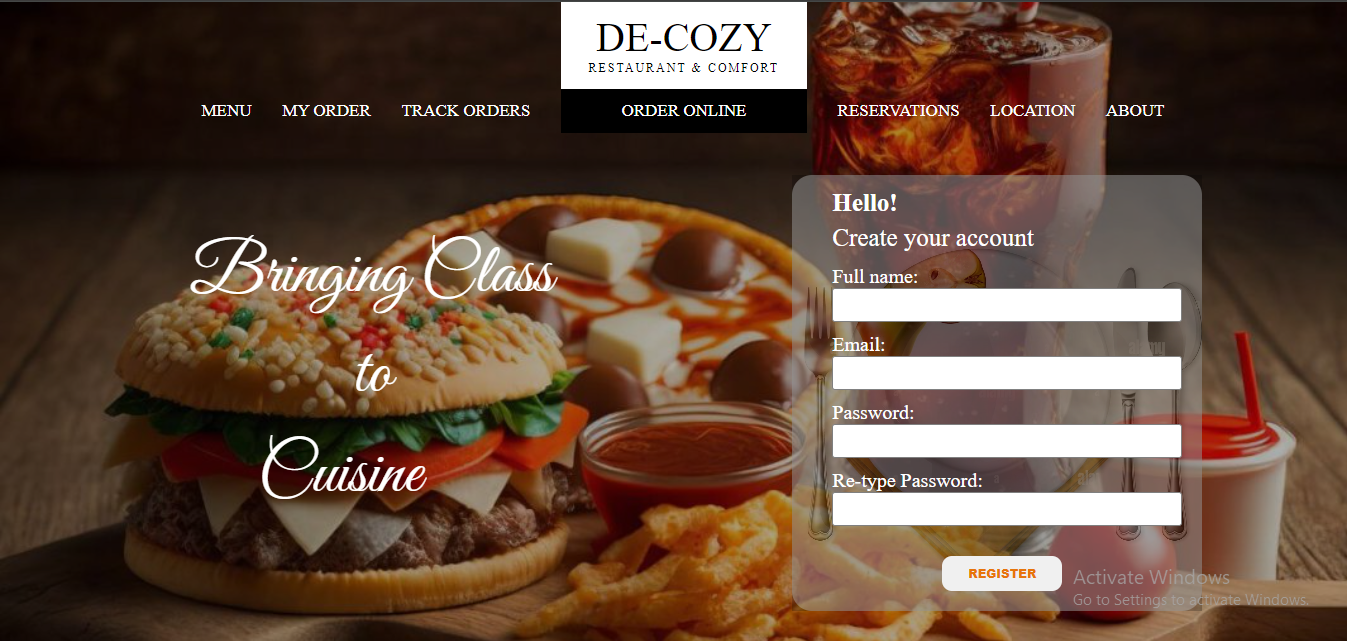 DE-COZY
RESTAURANT & COMFORT
MENU MY ORDER TRACK ORDERS ORDER ONLINE RESERVATIONS LOCATION ABOUT
Bringing Class
to
Cuisine
Hello!
Create your account
Full name:
Email:
Password:
Re-type Password:
REGISTER
Activate Windows
Go to Settings to activate Windows.